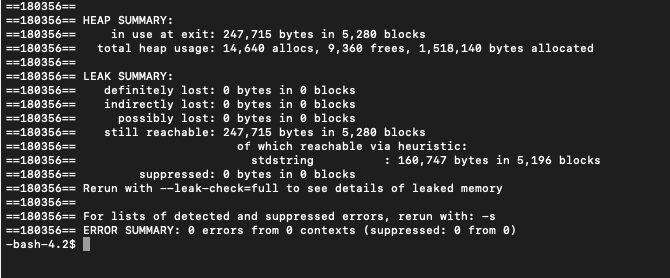 ==180356==
==180356== HEAP SUMMARY:
==180356==     in use at exit: 247,715 bytes in 5,280 blocks
==180356==   total heap usage: 14,640 allocs, 9,360 frees, 1,518,140 bytes allocated
==180356==
==180356== LEAK SUMMARY:
==180356==    definitely lost: 0 bytes in 0 blocks
==180356==    indirectly lost: 0 bytes in 0 blocks
==180356==      possibly lost: 0 bytes in 0 blocks
==180356==    still reachable: 247,715 bytes in 5,280 blocks
==180356==                       of which reachable via heuristic:
==180356==                         stdstring          : 160,747 bytes in 5,196 blocks
==180356==         suppressed: 0 bytes in 0 blocks
==180356== Rerun with --leak-check=full to see details of leaked memory
==180356==
==180356== For lists of detected and suppressed errors, rerun with: -s
==180356== ERROR SUMMARY: 0 errors from 0 contexts (suppressed: 0 from 0)
-bash-4.2$